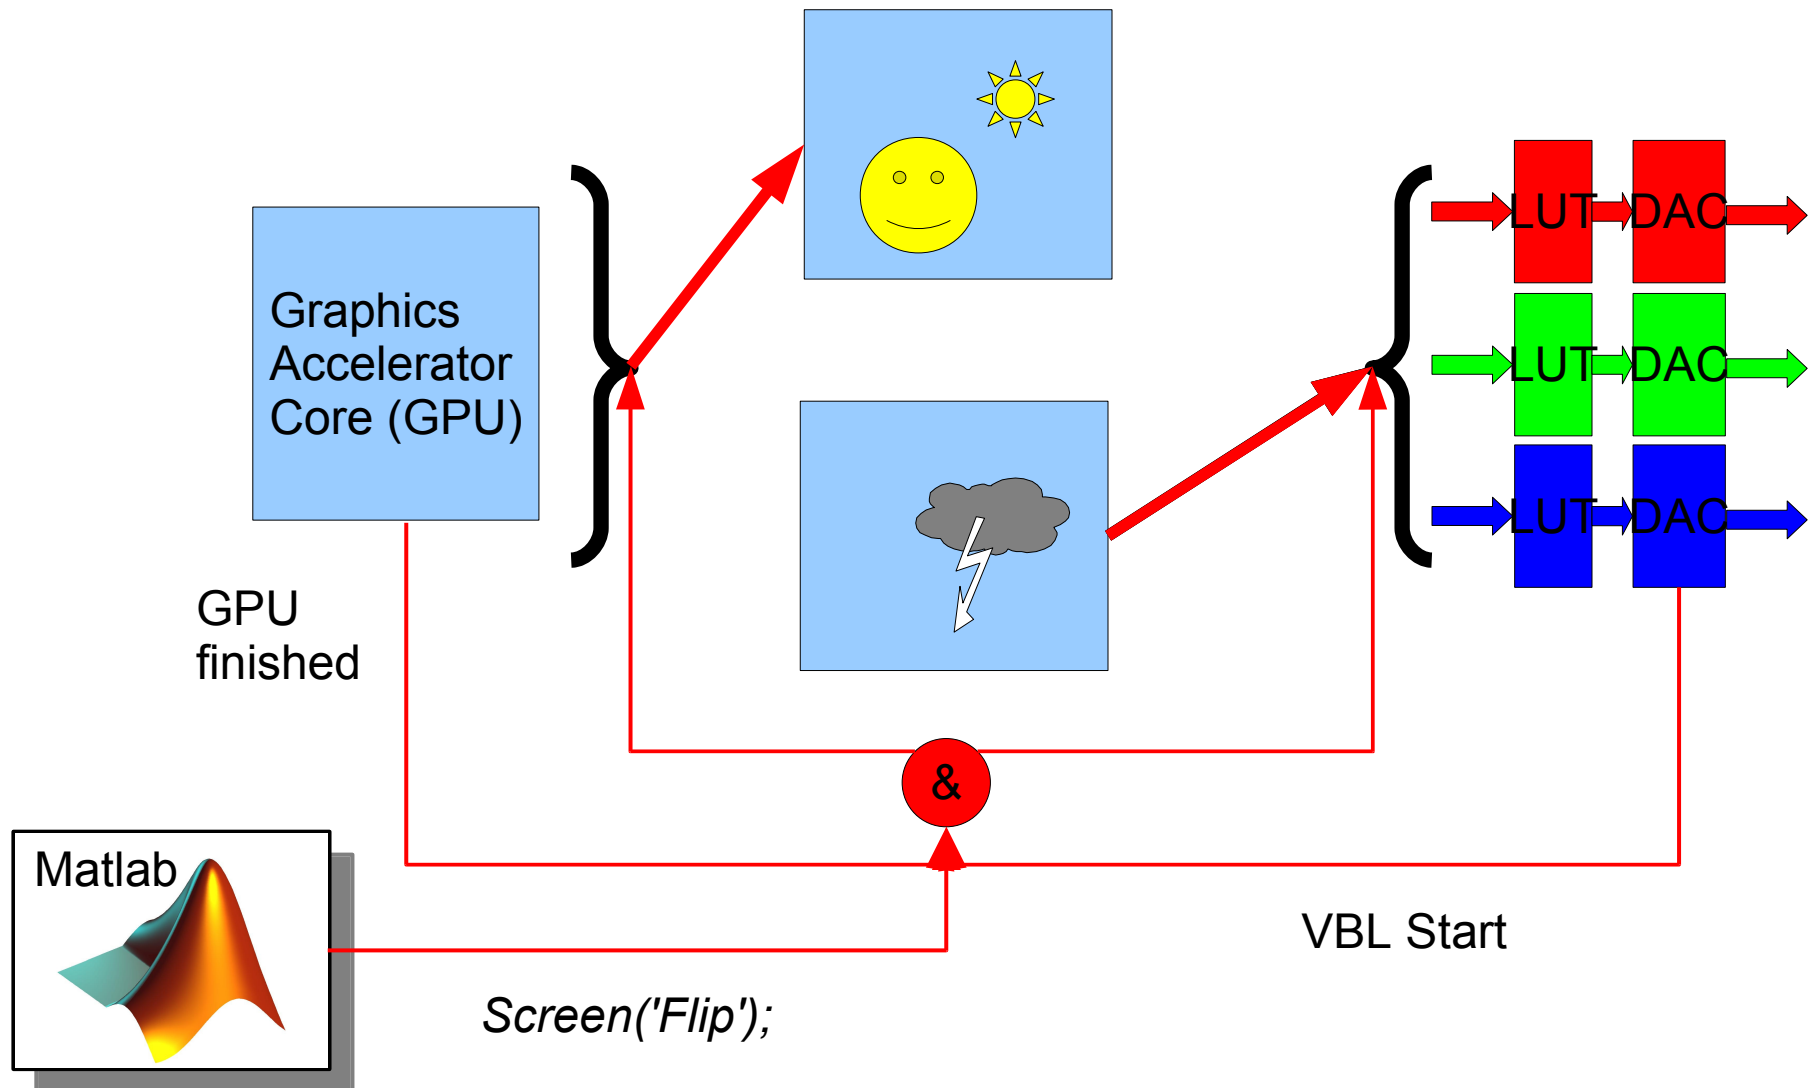 Graphics
Accelerator
Core (GPU)
LUT DAC
LUT DAC
LUT DAC
GPU
finished
&
Matlab
VBL Start
Screen('Flip');